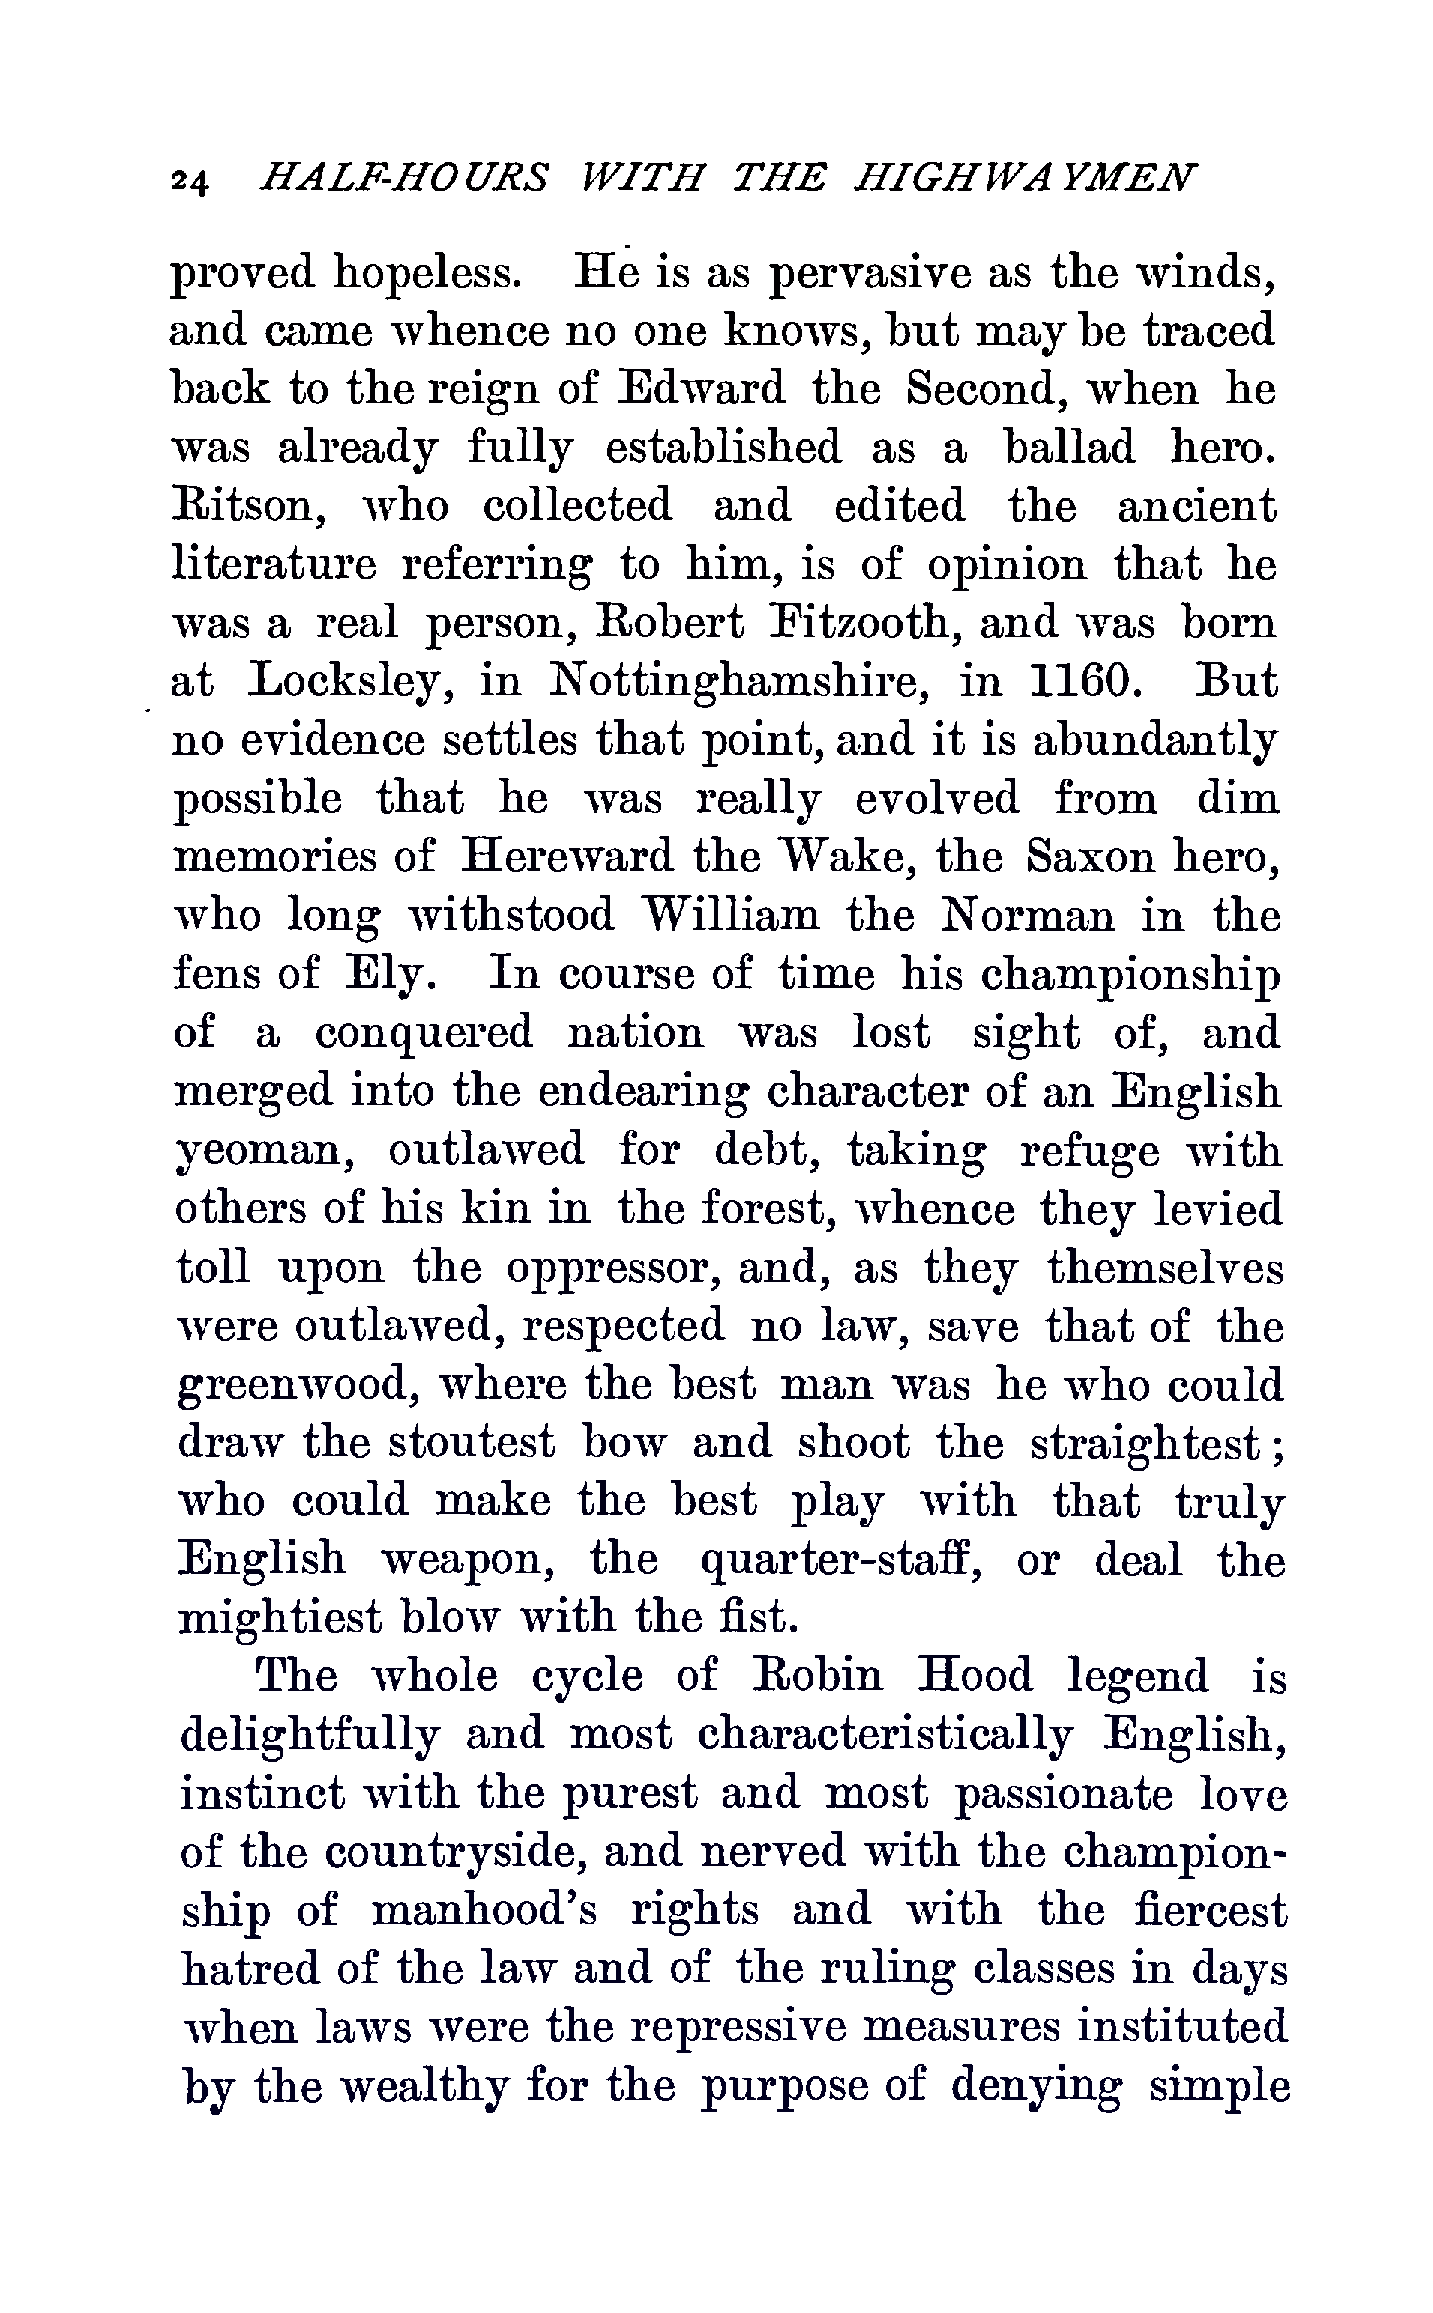 24 HALF-HOURS WITH THE HIGHWAYMEN
proved hopeless. He is as pervasive as the winds,
and came whence no one knows, but may be traced
back to the reign of Edward the Second, when he
was already fully established as a ballad hero.
Ritson, who collected and edited the ancient
literature referring to him, is of opinion that he
was a real person, Robert Fitzooth, and was born
at Locksley, in Nottinghamshire, in 1160. But
no evidence settles that point, and it is abundantly
possible that he was really evolved from dim
memories of Hereward the Wake, the Saxon hero,
who long withstood William the Norman in the
fens of Ely. In course of time his championship
of a conquered nation was lost sight of, and
merged into the endearing character of an English
yeoman, outlawed for debt, taking refuge with
others of his kin in the forest, whence they levied
toll upon the oppressor, and, as they themselves
were outlawed, respected no law, save that of the
greenwood, where the best man was he who could
draw the stoutest bow and shoot the straightest;
who could make the best play with that truly
English weapon, the quarter-staff, or deal the
mightiest blow with the fist.
The whole cycle of Robin Hood legend is
delightfully and most characteristically English,
instinct with the purest and most passionate love
of the countryside, and nerved with the champion-
ship of manhood's rights and with the fiercest
hatred of the law and of the ruling classes in days
when laws were the repressive measures instituted
by the wealthy for the purpose of denying simple